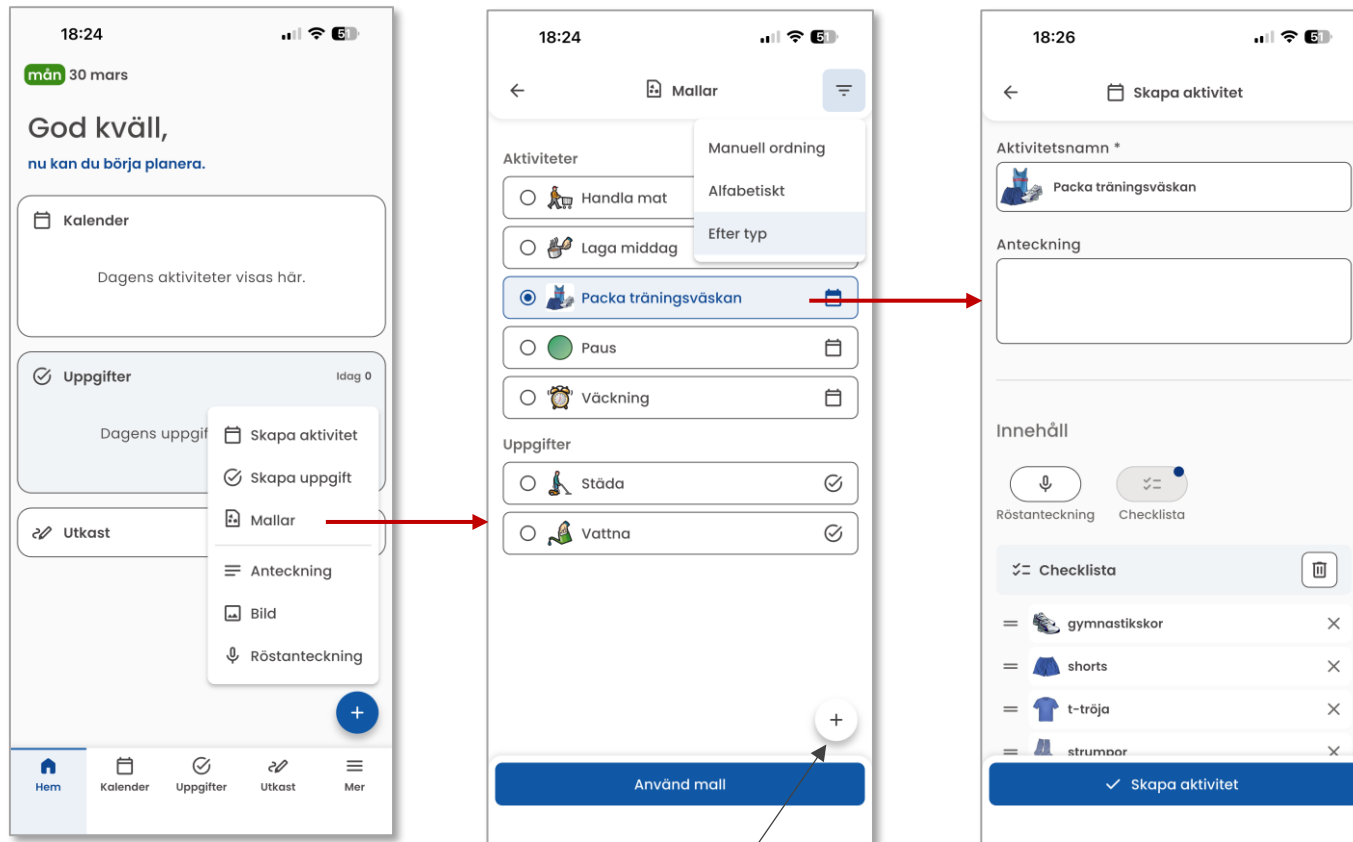 18:24
51
mån 30 mars
God kväll,
nu kan du börja planera.
Kalender
Dagens aktiviteter visas här.
Uppgifter
Idag 0
Dagens uppgif
Skapa aktivitet
Skapa uppgift
Mallar
Utkast
Anteckning
Bild
Röstanteckning
+
Hem
Kalender
Uppgifter
Utkast
Mer
18:24
51
Mallar
Manuell ordning
Alfabetiskt
Efter typ
Aktiviteter
Handla mat
Laga middag
Packa träningsväskan
Paus
Väckning
Uppgifter
Städa
Vattna
+
Använd mall
18:26
51
Skapa aktivitet
Aktivitetsnamn *
Packa träningsväskan
Anteckning
Innehåll
Röstanteckning
Checklista
Checklista
gymnastikskor
shorts
t-tröja
strumpor
Skapa aktivitet